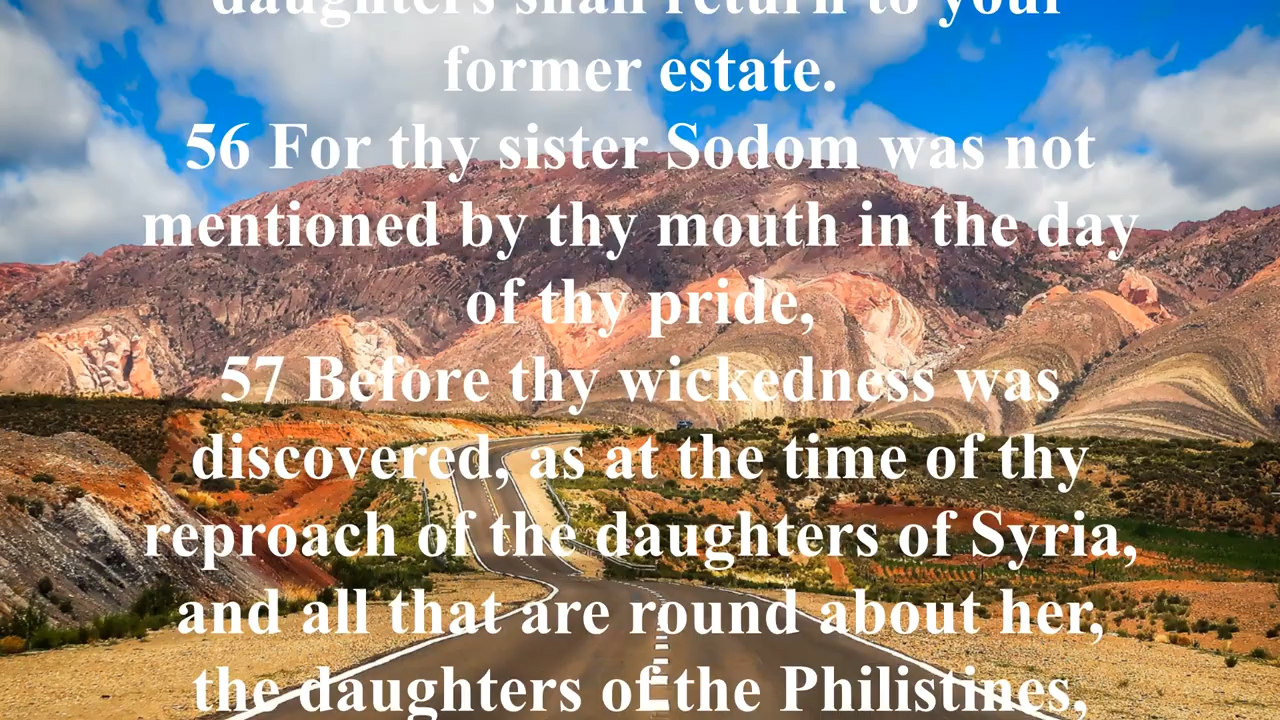 daughters shall return to your
former estate.
56 For thy sister Sodom was not
mentioned by thy mouth in the day
of thy pride,
57 Before thy wickedness was
discovered, as at the time of thy
reproach of the daughters of Syria,
and all that are round about her,
the daughters of the Philistines,